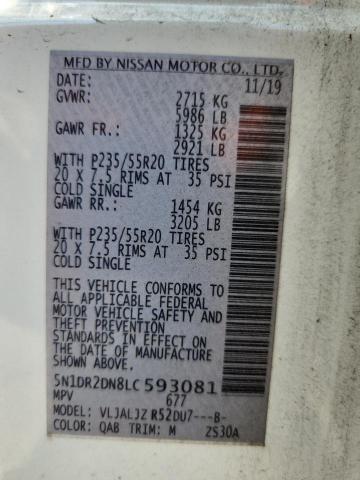 MFD BY NISSAN MOTOR CO., LTD.
DATE: 11/19
GVWR: 2715 KG
5986 LB
GAWR FR.: 1325 KG
2921 LB
WITH P235/55R20 TIRES
20 X 7.5 RIMS AT 35 PSI
COLD SINGLE
GAWR RR.: 1454 KG
3205 LB
WITH P235/55R20 TIRES
20 X 7.5 RIMS AT 35 PSI
COLD SINGLE
THIS VEHICLE CONFORMS TO
ALL APPLICABLE FEDERAL
MOTOR VEHICLE SAFETY AND
THEFT PREVENTION
STANDARDS IN EFFECT ON
THE DATE OF MANUFACTURE
SHOWN ABOVE.
5N1DR2DN8LC593081
MPV 677
MODEL: VLJALJZ R52DU7---B-
COLOR: QAB TRIM: M 2S30A